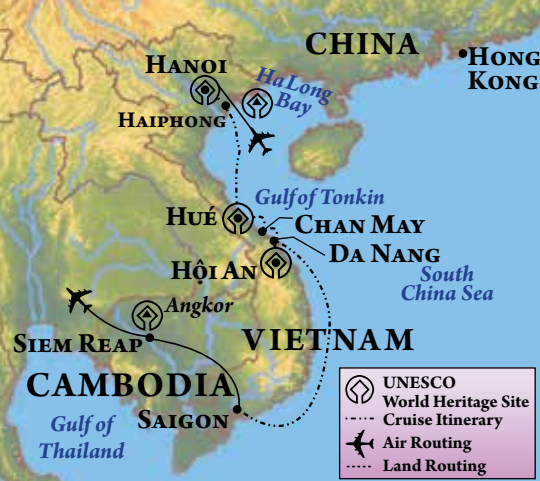 CHINA
HONG
KONG
HANOI
Ha Long
Bay
HAIPHONG
Gulf of Tonkin
HUÉ
CHAN MAY
DA NANG
HỘI AN
South
China Sea
Angkor
SIEM REAP
VIETNAM
CAMBODIA
SAIGON
Gulf of
Thailand
UNESCO
World Heritage Site
Cruise Itinerary
Air Routing
Land Routing